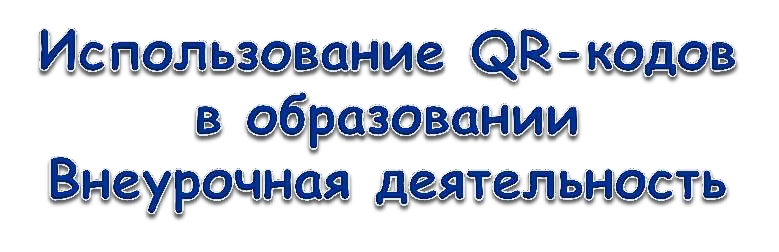 Использование QR-кодов
в образовании
Внеурочная деятельность